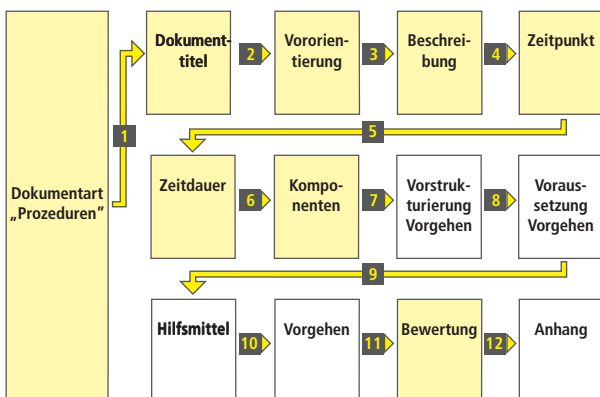 Dokumentart
„Prozeduren"
1
Dokument-
titel
2
Vororien-
tierung
3
Beschrei-
bung
4
Zeitpunkt
5
Zeitdauer
6
Kompo-
nenten
7
Vorstruk-
turierung
Vorgehen
8
Voraus-
setzung
Vorgehen
9
Hilfsmittel
10
Vorgehen
11
Bewertung
12
Anhang